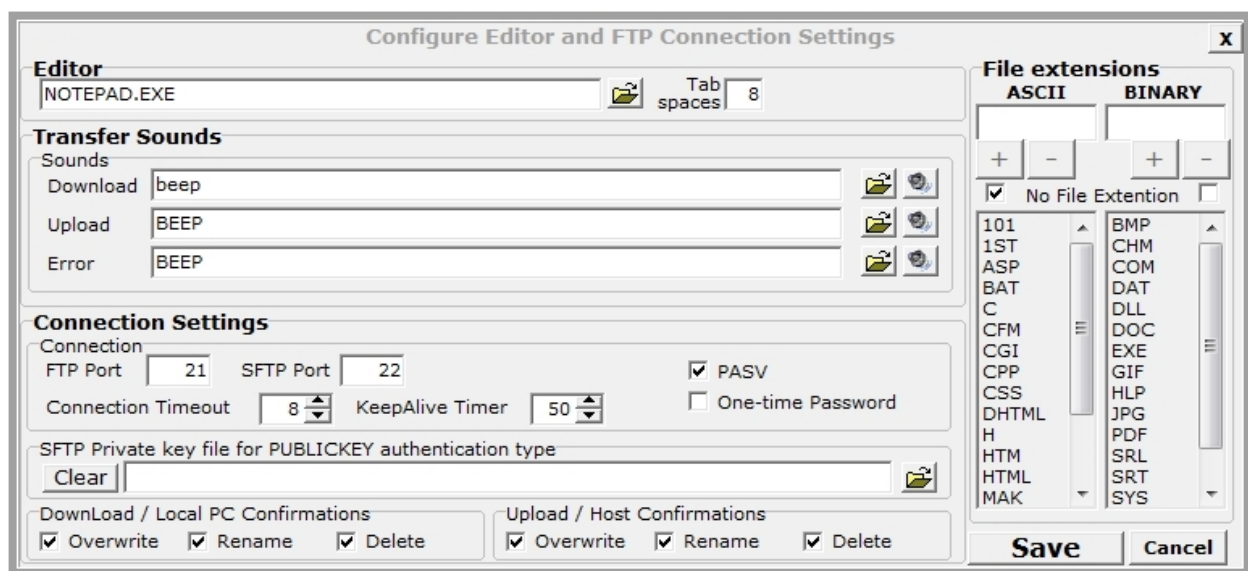 Configure Editor and FTP Connection Settings
X
Editor
NOTEPAD.EXE
Tab spaces 8
Transfer Sounds
Sounds
Download beep
Upload BEEP
Error BEEP
Connection Settings
Connection
FTP Port 21 SFTP Port 22
PASV
Connection Timeout 8 KeepAlive Timer 50
One-time Password
SFTP Private key file for PUBLICKEY authentication type
Clear
DownLoad / Local PC Confirmations
Overwrite Rename Delete
Upload / Host Confirmations
Overwrite Rename Delete
File extensions
ASCII BINARY
+ - + -
No File Extention
101
1ST
ASP
BAT
C
CFM
CGI
CPP
CSS
DHTML
H
HTM
HTML
MAK
BMP
CHM
COM
DAT
DLL
DOC
EXE
GIF
HLP
JPG
PDF
SRL
SRT
SYS
Save Cancel